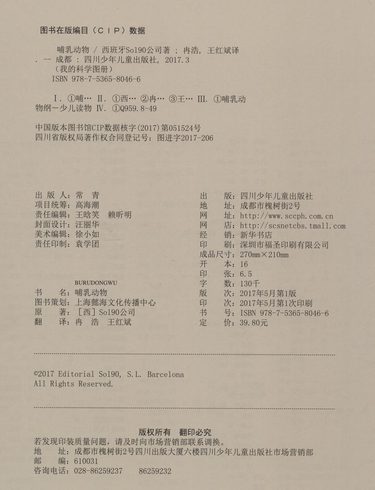 图书在版编目（CIP）数据
哺乳动物 / 西班牙Sol90公司著 ; 冉浩, 王红斌译
. — 成都 : 四川少年儿童出版社, 2017.3
（我的科学图册）
ISBN 978-7-5365-8046-6
Ⅰ. ①哺… Ⅱ. ①西… ②冉… ③王… Ⅲ. ①哺乳动
物纲－少儿读物 Ⅳ. ①Q959.8-49
中国版本图书馆CIP数据核字(2017)第051524号
四川省版权局著作权合同登记号: 图进字2017-206
出 版 人: 常 青
项目统筹: 高海潮
责任编辑: 王晗笑 赖昕明
封面设计: 汪丽华
美术编辑: 徐小如
责任印制: 袁学团
BURUDONGWU
书 名: 哺乳动物
图书策划: 上海懿海文化传播中心
原 著: [西]Sol90公司
翻 译: 冉 浩 王红斌
出 版: 四川少年儿童出版社
地 址: 成都市槐树街2号
网 址: http://www.sccph.com.cn
网 店: http://scsnetcbs.tmall.com
经 销: 新华书店
印 刷: 深圳市福圣印刷有限公司
成品尺寸: 270mm×210mm
开 本: 16
印 张: 6.5
字 数: 130千
版 次: 2017年5月第1版
印 次: 2017年5月第1次印刷
书 号: ISBN 978-7-5365-8046-6
定 价: 39.80元
©2017 Editorial Sol90, S.L. Barcelona
All Rights Reserved.
版权所有 翻印必究
若发现印装质量问题, 请及时向市场营销部联系调换。
地 址: 成都市槐树街2号四川出版大厦六楼四川少年儿童出版社市场营销部
邮 编: 610031
咨询电话: 028-86259237 86259232